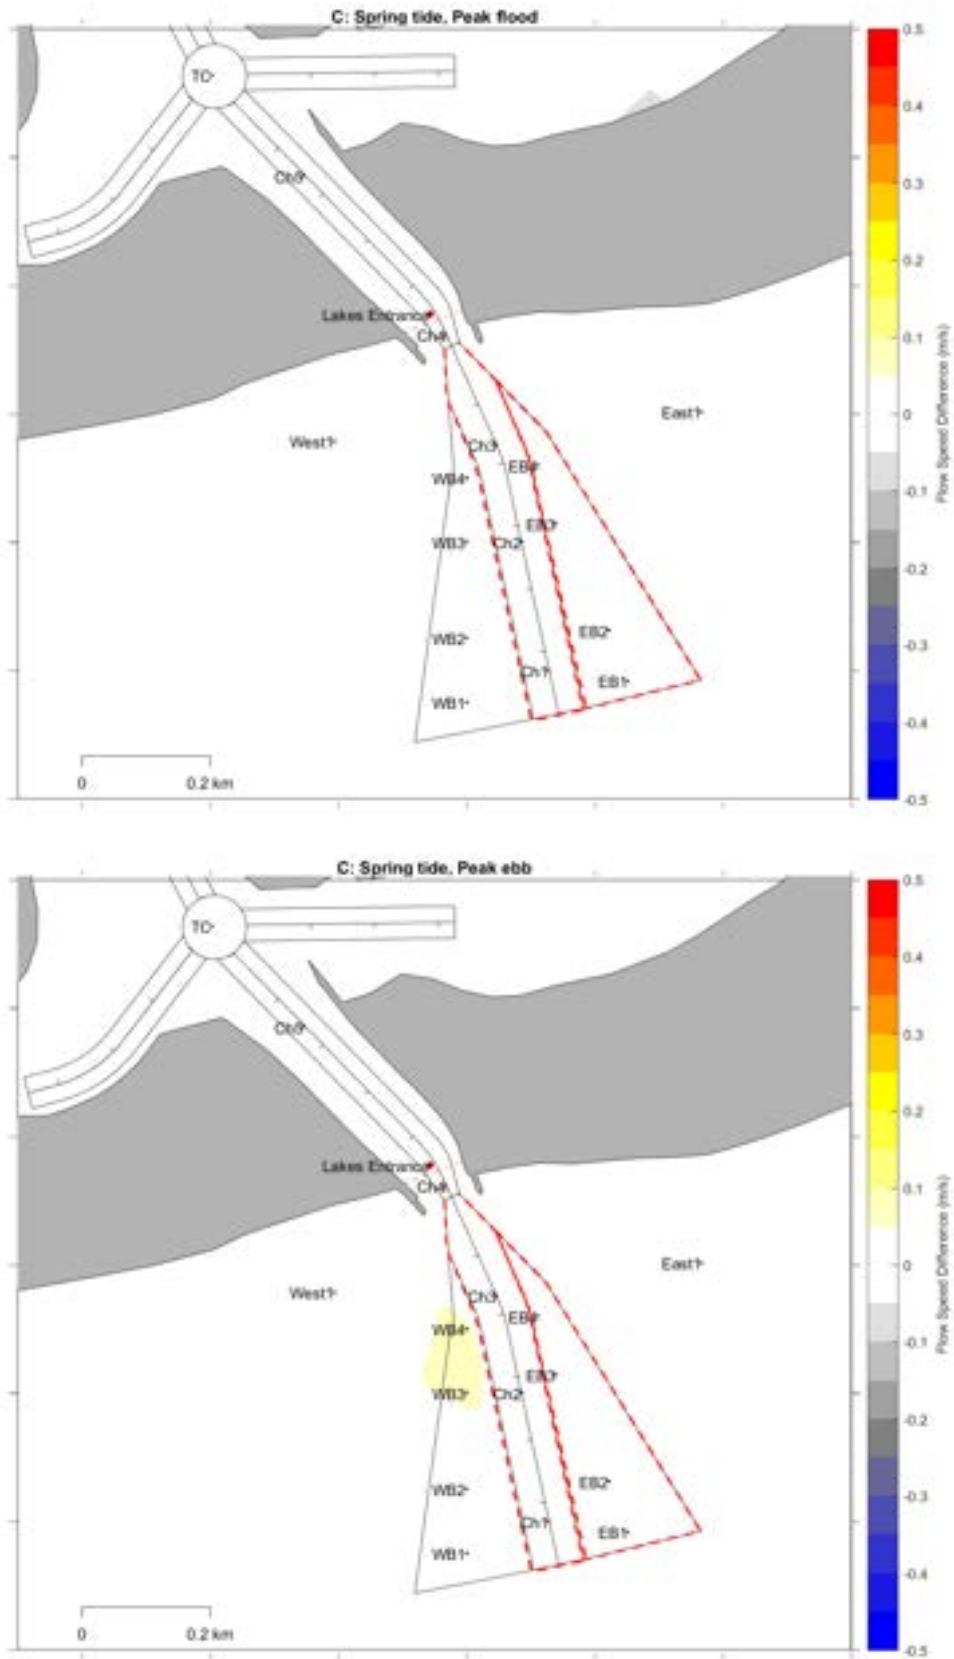 C: Spring tide, Peak flood
TC
Ch5
Lakes Entrance
Ch4
West1
East1
Ch3
EB4
WB4
EB3
WB3
Ch2
EB2
WB2
Ch1
EB1
WB1
0 0.2 km
0.5
0.4
0.3
0.2
0.1
0
-0.1
-0.2
-0.3
-0.4
-0.5
Flow Speed Difference (m/s)
C: Spring tide, Peak ebb
TC
Ch5
Lakes Entrance
Ch4
East1
West1
Ch3
EB4
WB4
EB3
WB3
Ch2
EB2
WB2
Ch1
EB1
WB1
0 0.2 km
0.5
0.4
0.3
0.2
0.1
0
-0.1
-0.2
-0.3
-0.4
-0.5
Flow Speed Difference (m/s)